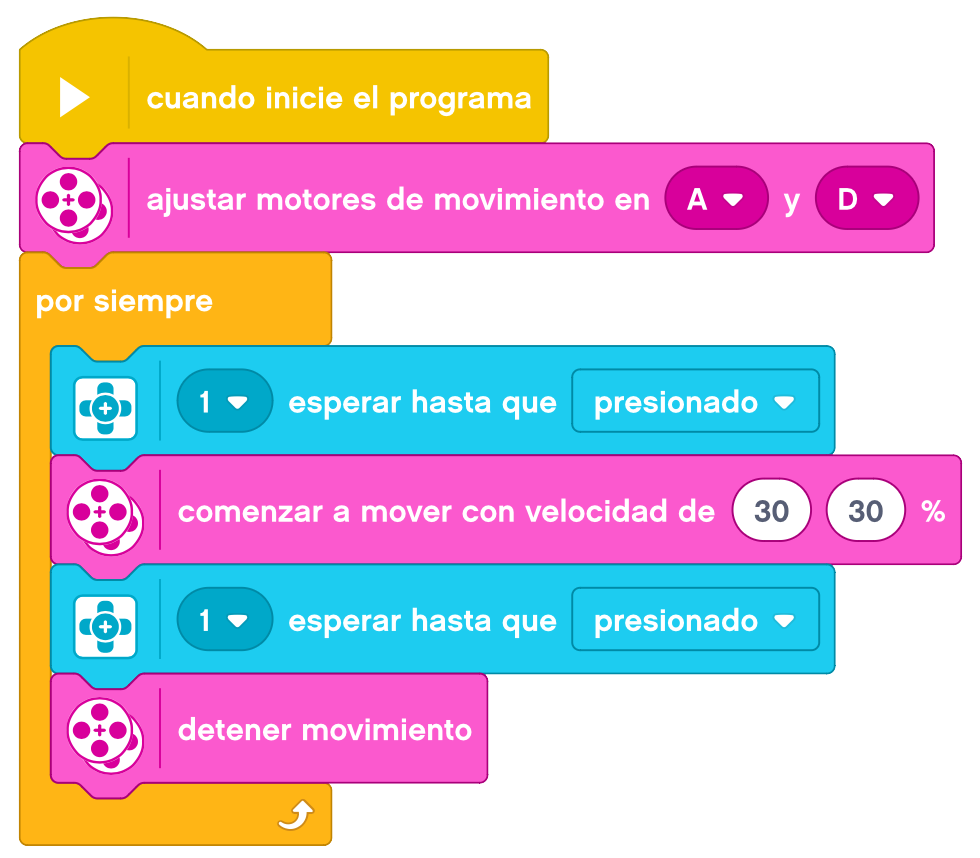 cuando inicie el programa
ajustar motores de movimiento en A y D
por siempre
1 esperar hasta que presionado
comenzar a mover con velocidad de 30 30 %
1 esperar hasta que presionado
detener movimiento